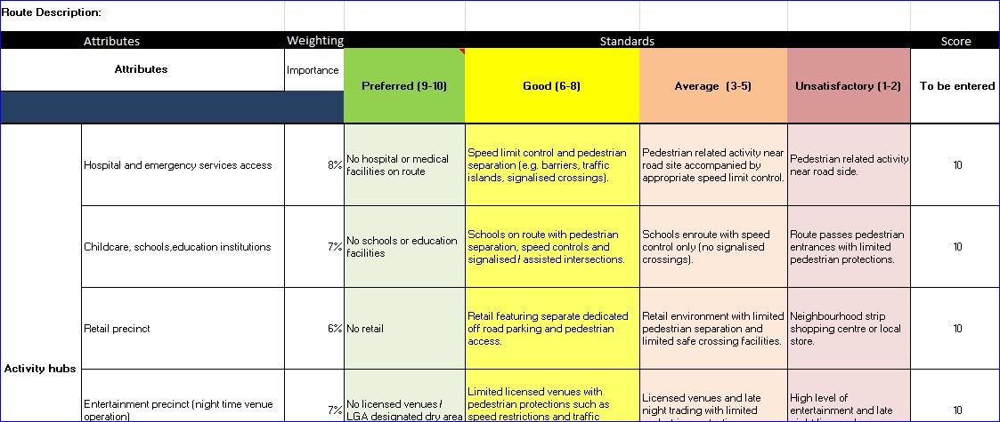 Route Description:
Attributes Weighting Standards Score
Attributes Importance Preferred (9-10) Good (6-8) Average (3-5) Unsatisfactory (1-2) To be entered
Activity hubs
Hospital and emergency services access
8%
No hospital or medical
facilities on route
Speed limit control and pedestrian
separation (e.g. barriers, traffic
islands, signalised crossings).
Pedestrian related activity near
road site accompanied by
appropriate speed limit control.
Pedestrian related activity
near road side.
10
Childcare, schools,education institutions
7%
No schools or education
facilities
Schools on route with pedestrian
separation, speed controls and
signalised / assisted intersections.
Schools enroute with speed
control only (no signalised
crossings).
Route passes pedestrian
entrances with limited
pedestrian protections.
10
Retail precinct
6%
No retail
Retail featuring separate dedicated
off road parking and pedestrian
access.
Retail environment with limited
pedestrian separation and
limited safe crossing facilities.
Neighbourhood strip
shopping centre or local
store.
10
Entertainment precinct (night time venue
operation)
7%
No licensed venues /
LGA designated dry area
Limited licensed venues with
pedestrian protections such as
speed restrictions and traffic
Licensed venues and late
night trading with limited
High level of
entertainment and late
10